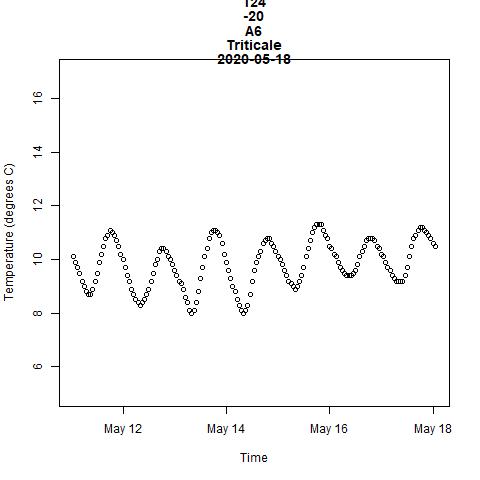 124
-20
A6
Triticale
2020-05-18
16
14
12
10
8
6
Temperature (degrees C)
May 12
May 14
May 16
May 18
Time